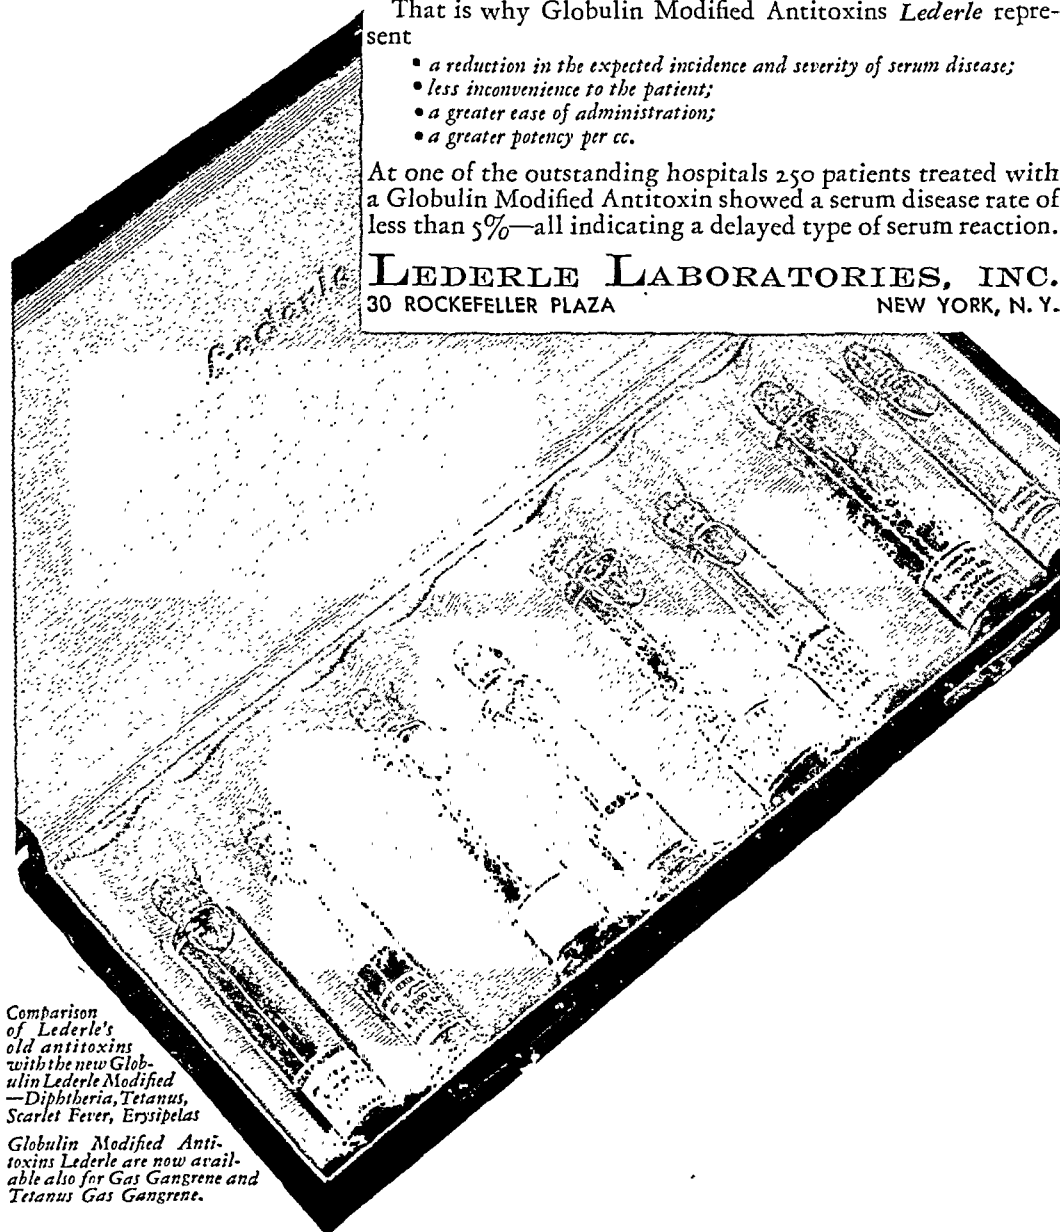 That is why Globulin Modified Antitoxins Lederle repre-
sent
• a reduction in the expected incidence and severity of serum disease;
• less inconvenience to the patient;
• a greater ease of administration;
• a greater potency per cc.
At one of the outstanding hospitals 250 patients treated with
a Globulin Modified Antitoxin showed a serum disease rate of
less than 5%—all indicating a delayed type of serum reaction.
LEDERLE LABORATORIES, INC.
30 ROCKEFELLER PLAZA NEW YORK, N. Y.
Lederle
Comparison
of Lederle's
old antitoxins
with the new Glob-
ulin Lederle Modified
—Diphtheria, Tetanus,
Scarlet Fever, Erysipelas
Globulin Modified Anti-
toxins Lederle are now avail-
able also for Gas Gangrene and
Tetanus Gas Gangrene.